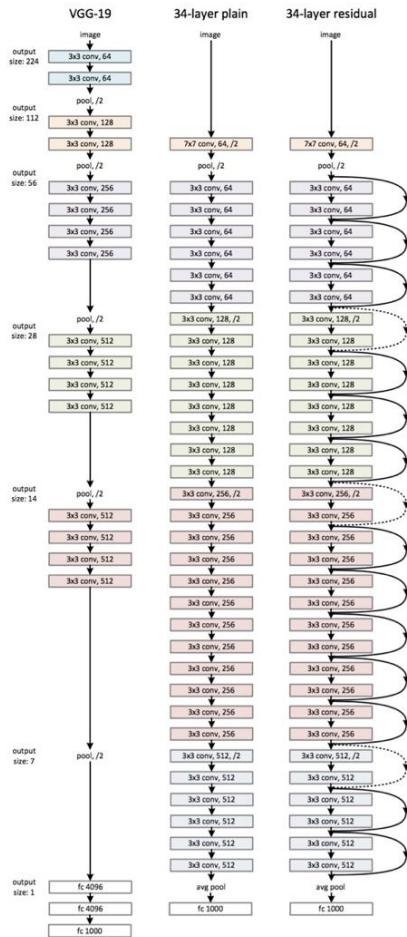 VGG-19
image
output
size: 224
3x3 conv, 64
3x3 conv, 64
pool, /2
output
size: 112
3x3 conv, 128
3x3 conv, 128
pool, /2
output
size: 56
3x3 conv, 256
3x3 conv, 256
3x3 conv, 256
3x3 conv, 256
pool, /2
output
size: 28
3x3 conv, 512
3x3 conv, 512
3x3 conv, 512
3x3 conv, 512
pool, /2
output
size: 14
3x3 conv, 512
3x3 conv, 512
3x3 conv, 512
3x3 conv, 512
output
size: 7
pool, /2
output
size: 1
fc 4096
fc 4096
fc 1000
34-layer plain
image
7x7 conv, 64, /2
pool, /2
3x3 conv, 64
3x3 conv, 64
3x3 conv, 64
3x3 conv, 64
3x3 conv, 64
3x3 conv, 64
3x3 conv, 128, /2
3x3 conv, 128
3x3 conv, 128
3x3 conv, 128
3x3 conv, 128
3x3 conv, 128
3x3 conv, 128
3x3 conv, 128
3x3 conv, 256, /2
3x3 conv, 256
3x3 conv, 256
3x3 conv, 256
3x3 conv, 256
3x3 conv, 256
3x3 conv, 256
3x3 conv, 256
3x3 conv, 256
3x3 conv, 256
3x3 conv, 256
3x3 conv, 256
3x3 conv, 512, /2
3x3 conv, 512
3x3 conv, 512
3x3 conv, 512
3x3 conv, 512
3x3 conv, 512
avg pool
fc 1000
34-layer residual
image
7x7 conv, 64, /2
pool, /2
3x3 conv, 64
3x3 conv, 64
3x3 conv, 64
3x3 conv, 64
3x3 conv, 64
3x3 conv, 64
3x3 conv, 128, /2
3x3 conv, 128
3x3 conv, 128
3x3 conv, 128
3x3 conv, 128
3x3 conv, 128
3x3 conv, 128
3x3 conv, 128
3x3 conv, 256, /2
3x3 conv, 256
3x3 conv, 256
3x3 conv, 256
3x3 conv, 256
3x3 conv, 256
3x3 conv, 256
3x3 conv, 256
3x3 conv, 256
3x3 conv, 256
3x3 conv, 256
3x3 conv, 256
3x3 conv, 512, /2
3x3 conv, 512
3x3 conv, 512
3x3 conv, 512
3x3 conv, 512
3x3 conv, 512
avg pool
fc 1000